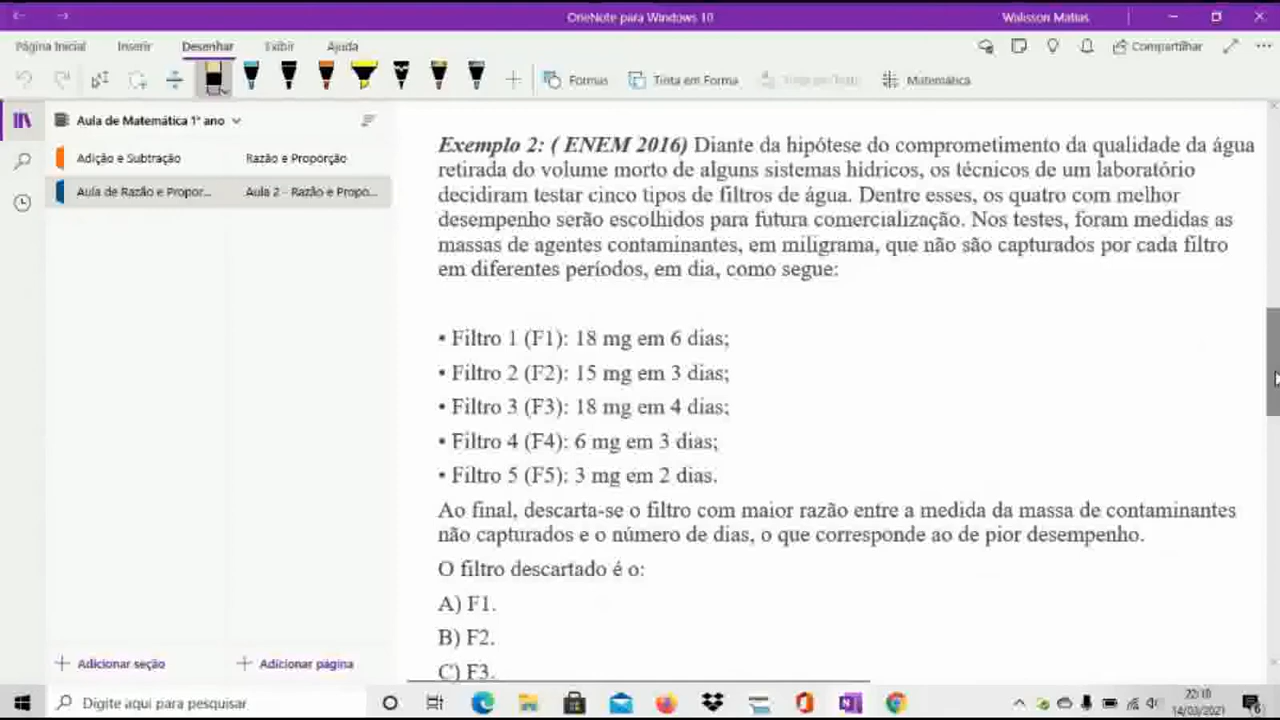 OneNote para Windows 10
Walisson Matias
Página Inicial
Inserir
Desenhar
Exibir
Ajuda
Compartilhar
Formas
Tinta em Forma
Tinta em Texto
Matemática
Aula de Matemática 1° ano
Adição e Subtração
Razão e Proporção
Aula de Razão e Propor...
Aula 2 - Razão e Propo...
Exemplo 2: ( ENEM 2016) Diante da hipótese do comprometimento da qualidade da água
retirada do volume morto de alguns sistemas hídricos, os técnicos de um laboratório
decidiram testar cinco tipos de filtros de água. Dentre esses, os quatro com melhor
desempenho serão escolhidos para futura comercialização. Nos testes, foram medidas as
massas de agentes contaminantes, em miligrama, que não são capturados por cada filtro
em diferentes períodos, em dia, como segue:
• Filtro 1 (F1): 18 mg em 6 dias;
• Filtro 2 (F2): 15 mg em 3 dias;
• Filtro 3 (F3): 18 mg em 4 dias;
• Filtro 4 (F4): 6 mg em 3 dias;
• Filtro 5 (F5): 3 mg em 2 dias.
Ao final, descarta-se o filtro com maior razão entre a medida da massa de contaminantes
não capturados e o número de dias, o que corresponde ao de pior desempenho.
O filtro descartado é o:
A) F1.
B) F2.
C) F3.
Adicionar seção
Adicionar página
Digite aqui para pesquisar
22:10
14/03/2021